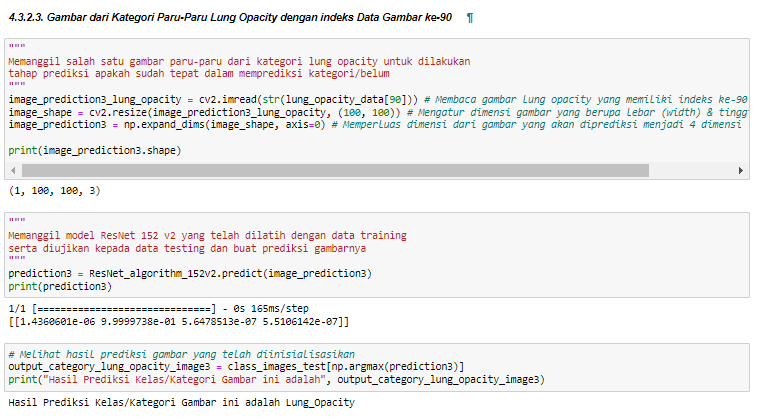 4.3.2.3. Gambar dari Kategori Paru-Paru Lung Opacity dengan indeks Data Gambar ke-90 ¶
"""
Memanggil salah satu gambar paru-paru dari kategori lung opacity untuk dilakukan
tahap prediksi apakah sudah tepat dalam memprediksi kategori/belum
"""
image_prediction3_lung_opacity = cv2.imread(str(lung_opacity_data[90])) # Membaca gambar lung opacity yang memiliki indeks ke-90
image_shape = cv2.resize(image_prediction3_lung_opacity, (100, 100)) # Mengatur dimensi gambar yang berupa lebar (width) & tingg
image_prediction3 = np.expand_dims(image_shape, axis=0) # Memperluas dimensi dari gambar yang akan diprediksi menjadi 4 dimensi
print(image_prediction3.shape)
(1, 100, 100, 3)
"""
Memanggil model ResNet 152 v2 yang telah dilatih dengan data training
serta diujikan kepada data testing dan buat prediksi gambarnya
"""
prediction3 = ResNet_algorithm_152v2.predict(image_prediction3)
print(prediction3)
1/1 [==============================] - 0s 165ms/step
[[1.4360601e-06 9.9999738e-01 5.6478513e-07 5.5106142e-07]]
# Melihat hasil prediksi gambar yang telah diinisialisasikan
output_category_lung_opacity_image3 = class_images_test[np.argmax(prediction3)]
print("Hasil Prediksi Kelas/Kategori Gambar ini adalah", output_category_lung_opacity_image3)
Hasil Prediksi Kelas/Kategori Gambar ini adalah Lung_Opacity